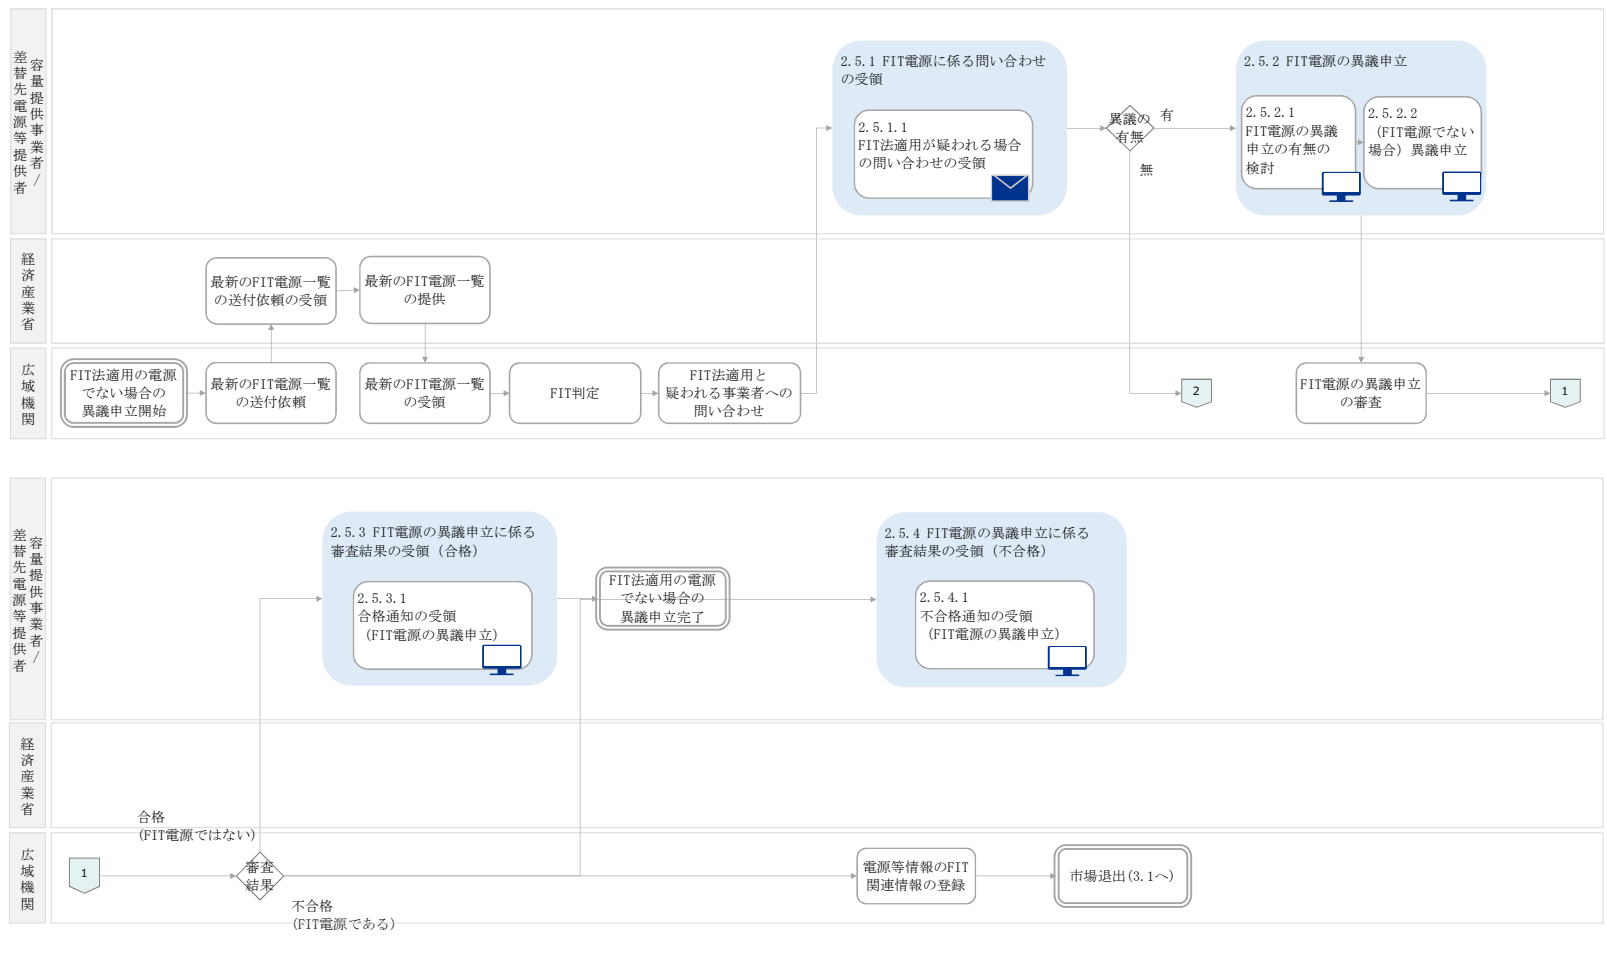 容量提供事業者/
差替先電源等提供者
2.5.1 FIT電源に係る問い合わせ
の受領
2.5.1.1
FIT法適用が疑われる場合
の問い合わせの受領
異議の
有無
有
無
2.5.2 FIT電源の異議申立
2.5.2.1
FIT電源の異議
申立の有無の
検討
2.5.2.2
（FIT電源でない
場合）異議申立
経済産業省
最新のFIT電源一覧
の送付依頼の受領
最新のFIT電源一覧
の提供
広域機関
FIT法適用の電源
でない場合の
異議申立開始
最新のFIT電源一覧
の送付依頼
最新のFIT電源一覧
の受領
FIT判定
FIT法適用と
疑われる事業者への
問い合わせ
2
FIT電源の異議申立
の審査
1
容量提供事業者/
差替先電源等提供者
2.5.3 FIT電源の異議申立に係る
審査結果の受領（合格）
2.5.3.1
合格通知の受領
（FIT電源の異議申立）
FIT法適用の電源
でない場合の
異議申立完了
2.5.4 FIT電源の異議申立に係る
審査結果の受領（不合格）
2.5.4.1
不合格通知の受領
（FIT電源の異議申立）
経済産業省
合格
(FIT電源ではない)
広域機関
1
審査
結果
不合格
(FIT電源である)
電源等情報のFIT
関連情報の登録
市場退出(3.1へ)